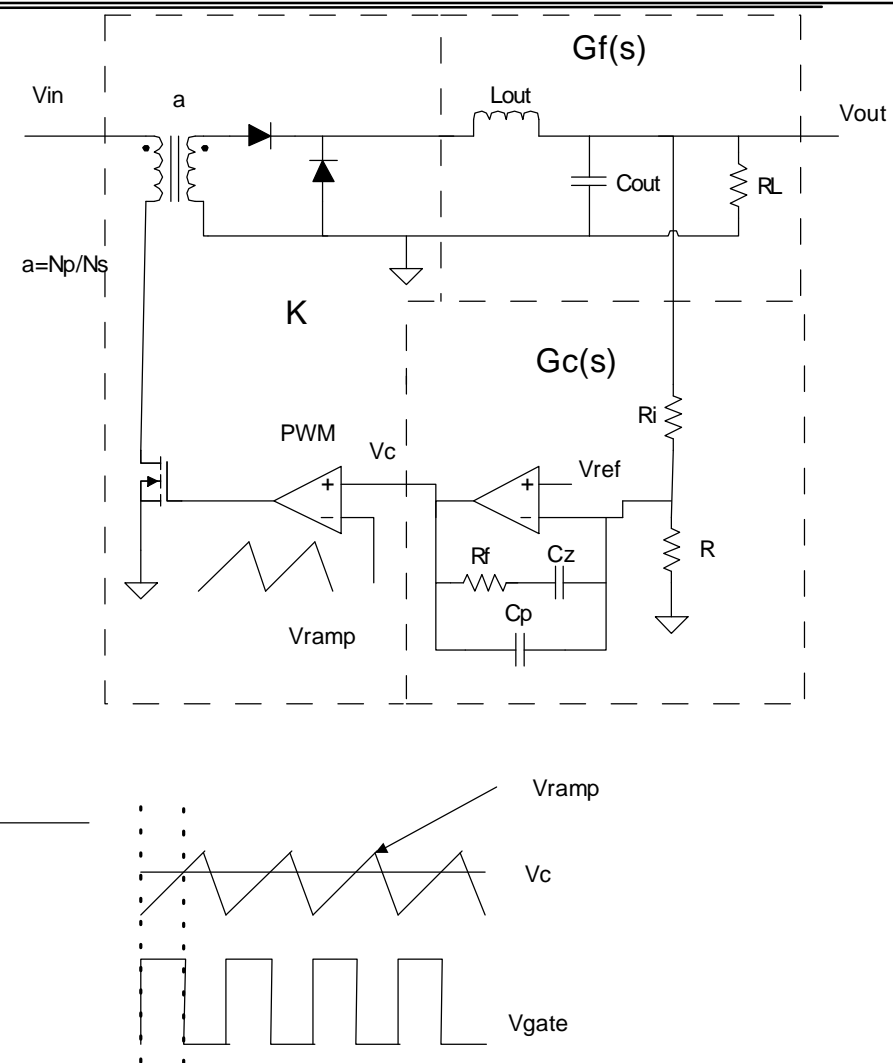 Gf(s)
Vin
a
Lout
Vout
Cout
RL
a=Np/Ns
K
Gc(s)
Ri
PWM
Vc
Vref
+
-
+
-
Rf
Cz
R
Cp
Vramp
Vramp
Vc
Vgate